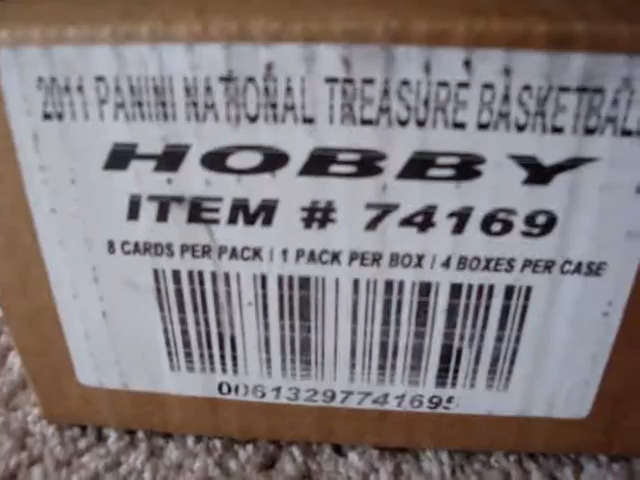 2011 PANINI NATIONAL TREASURE BASKETBALL
HOBBY
ITEM # 74169
8 CARDS PER PACK | 1 PACK PER BOX | 4 BOXES PER CASE
00613297741695